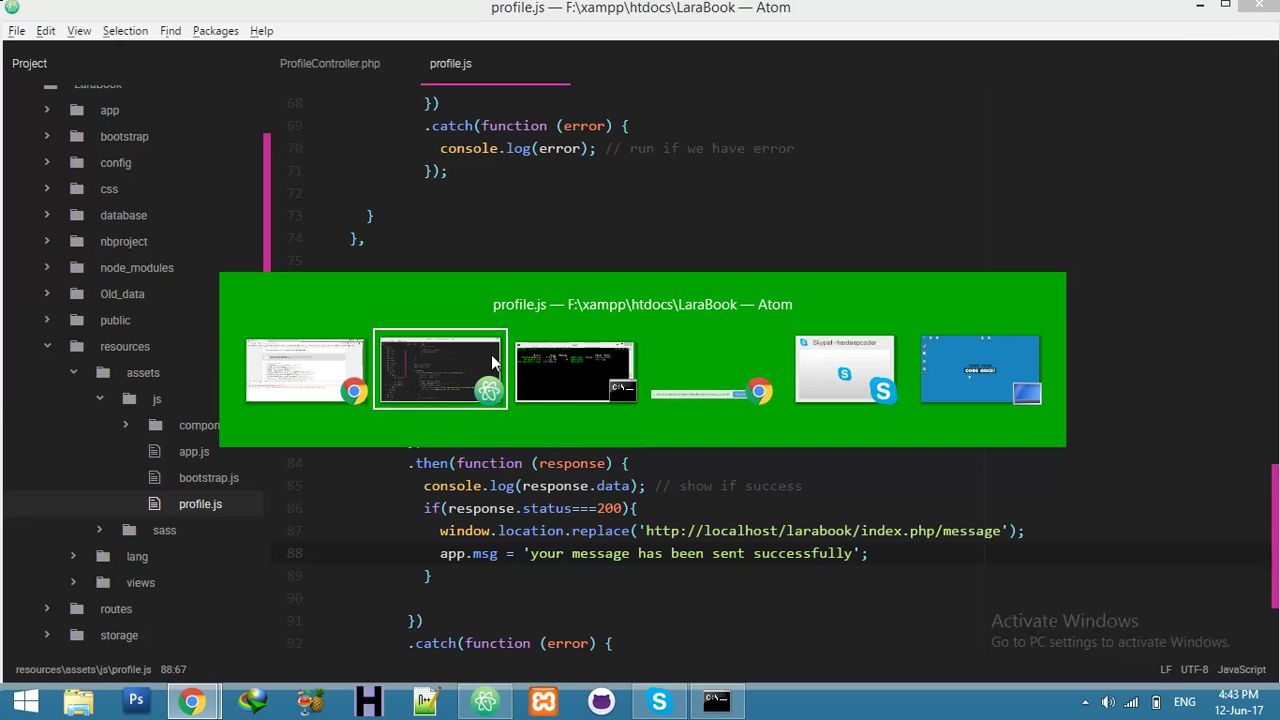 profile.js — F:\xampp\htdocs\LaraBook — Atom
File Edit View Selection Find Packages Help
Project
ProfileController.php
profile.js
LaraBook
app
bootstrap
config
css
database
nbproject
node_modules
Old_data
public
resources
assets
js
app.js
bootstrap.js
profile.js
sass
lang
views
routes
storage
68 })
69 .catch(function (error) {
70 console.log(error); // run if we have error
71 });
72
73 }
74 },
75
profile.js — F:\xampp\htdocs\LaraBook — Atom
Skype
CODE ONCE!
84 .then(function (response) {
85 console.log(response.data); // show if success
86 if(response.status===200){
87 window.location.replace('http://localhost/larabook/index.php/message');
88 app.msg = 'your message has been sent successfully';
89 }
90
91 })
92 .catch(function (error) {
Activate Windows
Go to PC settings to activate Windows.
resources\assets\js\profile.js 88:67
LF UTF-8 JavaScript
Ps
ENG
4:43 PM
12-Jun-17